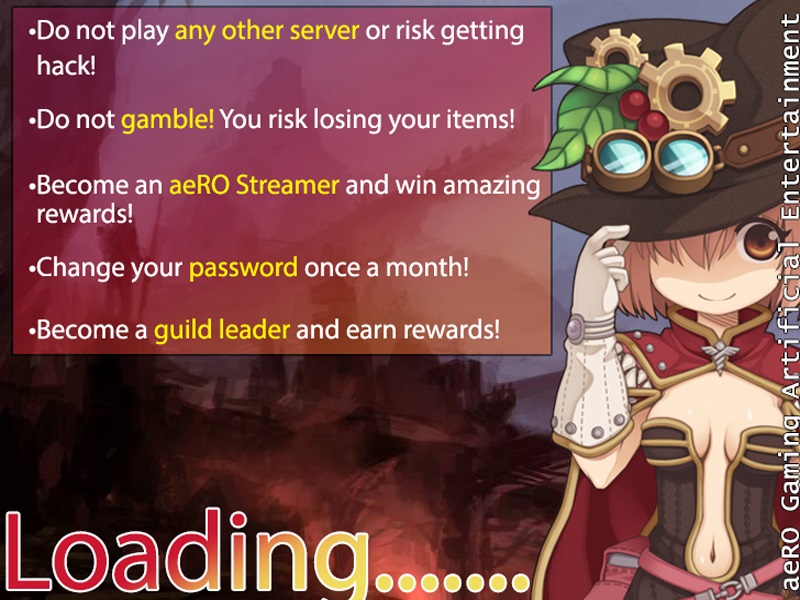 •Do not play any other server or risk getting
hack!
•Do not gamble! You risk losing your items!
•Become an aeRO Streamer and win amazing
rewards!
•Change your password once a month!
•Become a guild leader and earn rewards!
Loading.......
aeRO Gaming Artificial Entertainment